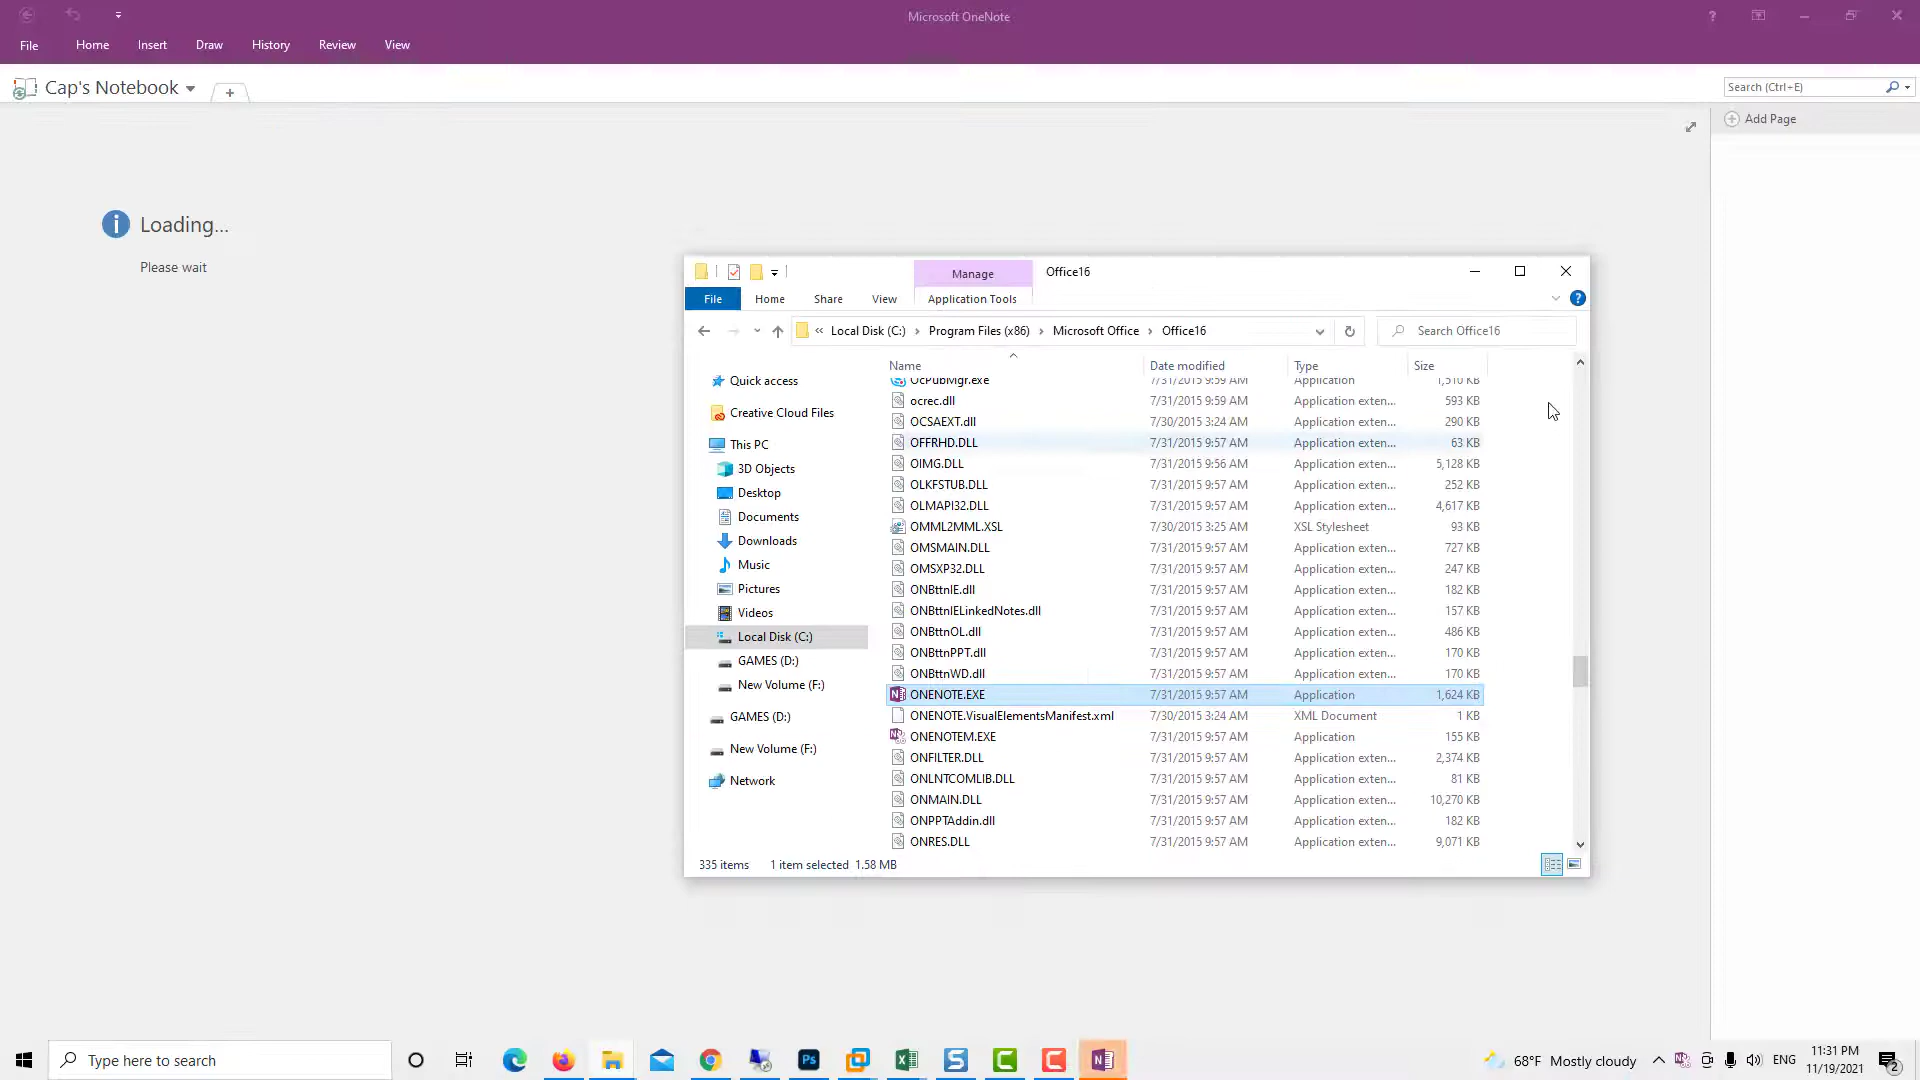 Microsoft OneNote
File Home Insert Draw History Review View
Cap's Notebook
Search (Ctrl+E)
Add Page
Loading...
Please wait
Manage Office16
File Home Share View Application Tools
« Local Disk (C:) › Program Files (x86) › Microsoft Office › Office16
Search Office16
Quick access
Creative Cloud Files
This PC
3D Objects
Desktop
Documents
Downloads
Music
Pictures
Videos
Local Disk (C:)
GAMES (D:)
New Volume (F:)
GAMES (D:)
New Volume (F:)
Network
Name Date modified Type Size
OcPubMgr.exe 7/31/2015 9:59 AM Application 1,510 KB
ocrec.dll 7/31/2015 9:59 AM Application exten... 593 KB
OCSAEXT.dll 7/30/2015 3:24 AM Application exten... 290 KB
OFFRHD.DLL 7/31/2015 9:57 AM Application exten... 63 KB
OIMG.DLL 7/31/2015 9:56 AM Application exten... 5,128 KB
OLKFSTUB.DLL 7/31/2015 9:57 AM Application exten... 252 KB
OLMAPI32.DLL 7/31/2015 9:57 AM Application exten... 4,617 KB
OMML2MML.XSL 7/30/2015 3:25 AM XSL Stylesheet 93 KB
OMSMAIN.DLL 7/31/2015 9:57 AM Application exten... 727 KB
OMSXP32.DLL 7/31/2015 9:57 AM Application exten... 247 KB
ONBttnIE.dll 7/31/2015 9:57 AM Application exten... 182 KB
ONBttnIELinkedNotes.dll 7/31/2015 9:57 AM Application exten... 157 KB
ONBttnOL.dll 7/31/2015 9:57 AM Application exten... 486 KB
ONBttnPPT.dll 7/31/2015 9:57 AM Application exten... 170 KB
ONBttnWD.dll 7/31/2015 9:57 AM Application exten... 170 KB
ONENOTE.EXE 7/31/2015 9:57 AM Application 1,624 KB
ONENOTE.VisualElementsManifest.xml 7/30/2015 3:24 AM XML Document 1 KB
ONENOTEM.EXE 7/31/2015 9:57 AM Application 155 KB
ONFILTER.DLL 7/31/2015 9:57 AM Application exten... 2,374 KB
ONLNTCOMLIB.DLL 7/31/2015 9:57 AM Application exten... 81 KB
ONMAIN.DLL 7/31/2015 9:57 AM Application exten... 10,270 KB
ONPPTAddin.dll 7/31/2015 9:57 AM Application exten... 182 KB
ONRES.DLL 7/31/2015 9:57 AM Application exten... 9,071 KB
335 items 1 item selected 1.58 MB
Type here to search
68°F Mostly cloudy
ENG
11:31 PM
11/19/2021
2